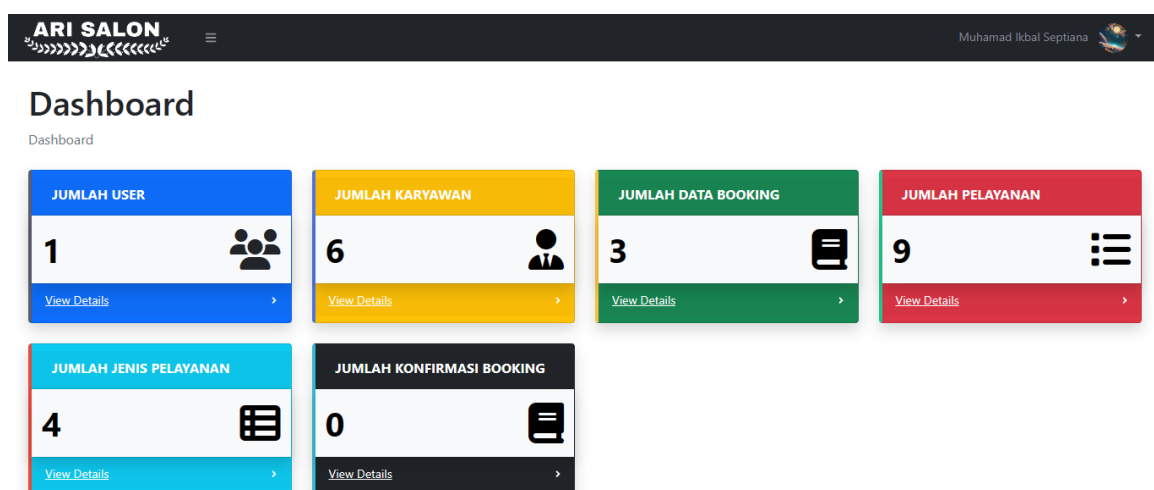 ARI SALON
Muhamad Ikbal Septiana
Dashboard
Dashboard
JUMLAH USER
1
View Details
JUMLAH KARYAWAN
6
View Details
JUMLAH DATA BOOKING
3
View Details
JUMLAH PELAYANAN
9
View Details
JUMLAH JENIS PELAYANAN
4
View Details
JUMLAH KONFIRMASI BOOKING
0
View Details